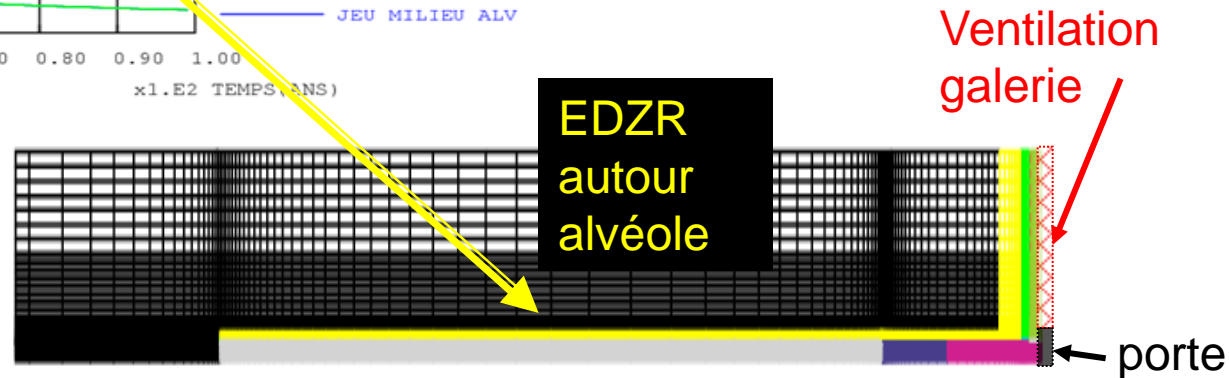 JEU MILIEU ALV
0 0.80 0.90 1.00
x1.E2 TEMPS(ANS)
Ventilation
galerie
EDZR
autour
alvéole
porte